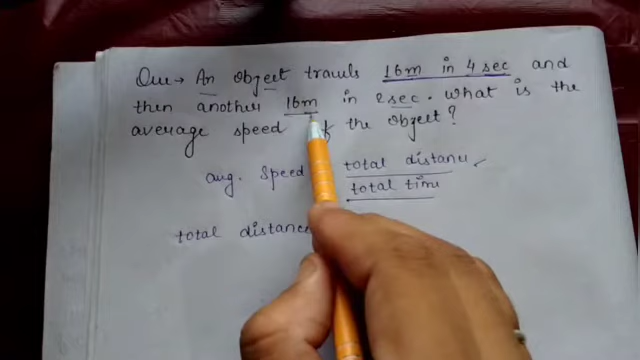 Que → An object travels 16m in 4 sec and
then another 16m in 2sec. What is the
average speed of the object?
avg. Speed total distance
total time
total distance